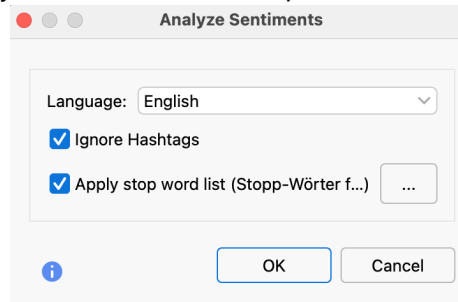 Analyze Sentiments
Language: English
Ignore Hashtags
Apply stop word list (Stopp-Wörter f...) ...
OK Cancel